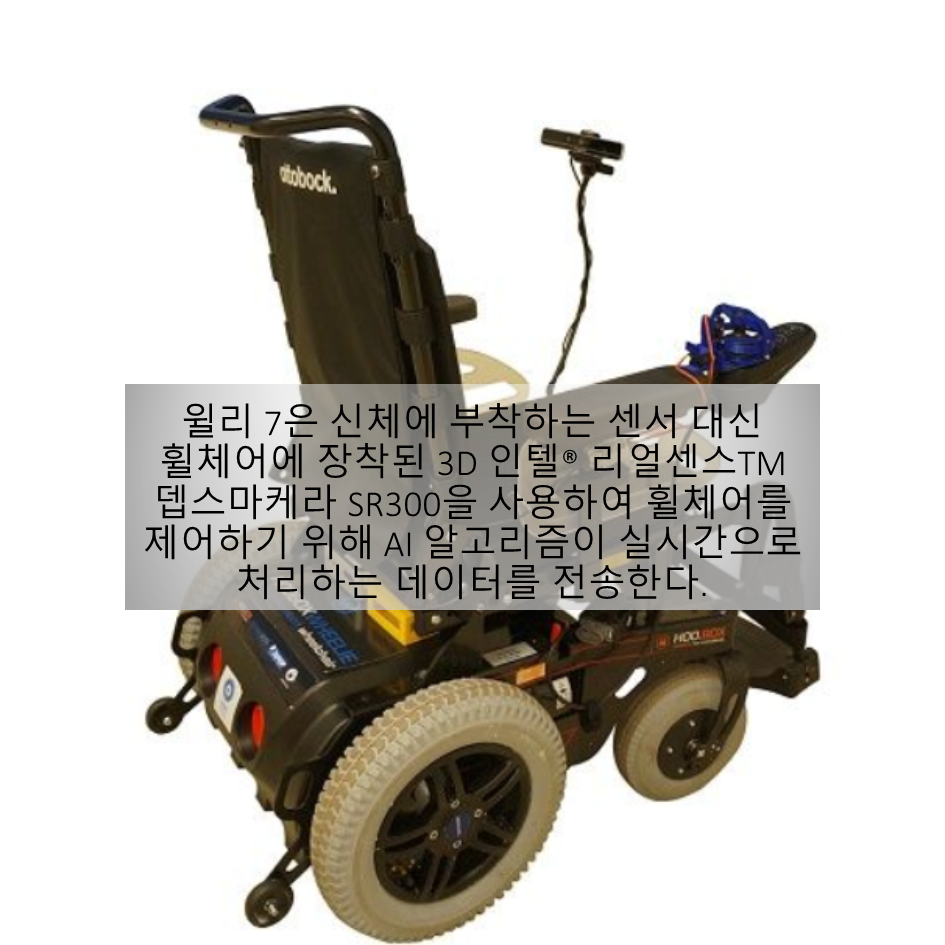 ottobock.
윌리 7은 신체에 부착하는 센서 대신
휠체어에 장착된 3D 인텔® 리얼센스TM
뎁스마케라 SR300을 사용하여 휠체어를
제어하기 위해 AI 알고리즘이 실시간으로
처리하는 데이터를 전송한다.
WHEELIE
HOO.BOX